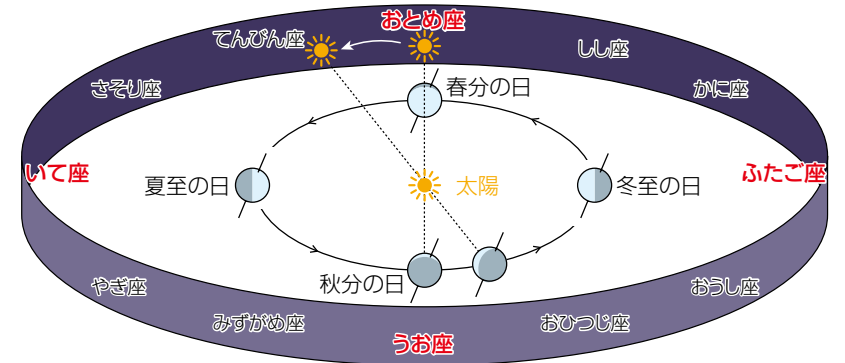 おとめ座
てんびん座
しし座
さそり座
春分の日
かに座
いて座
夏至の日
太陽
冬至の日
ふたご座
やぎ座
秋分の日
おうし座
みずがめ座
うお座
おひつじ座